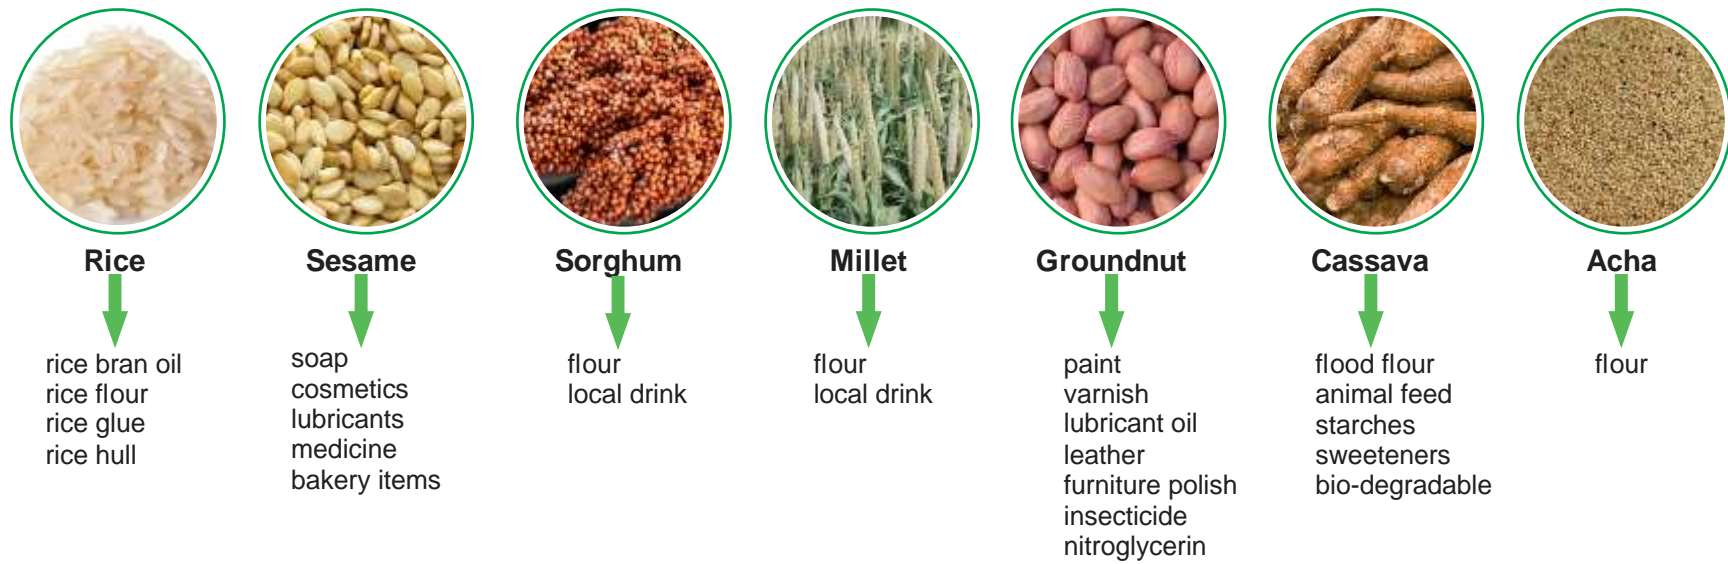 Rice
rice bran oil
rice flour
rice glue
rice hull
Sesame
soap
cosmetics
lubricants
medicine
bakery items
Sorghum
flour
local drink
Millet
flour
local drink
Groundnut
paint
varnish
lubricant oil
leather
furniture polish
insecticide
nitroglycerin
Cassava
flood flour
animal feed
starches
sweeteners
bio-degradable
Acha
flour